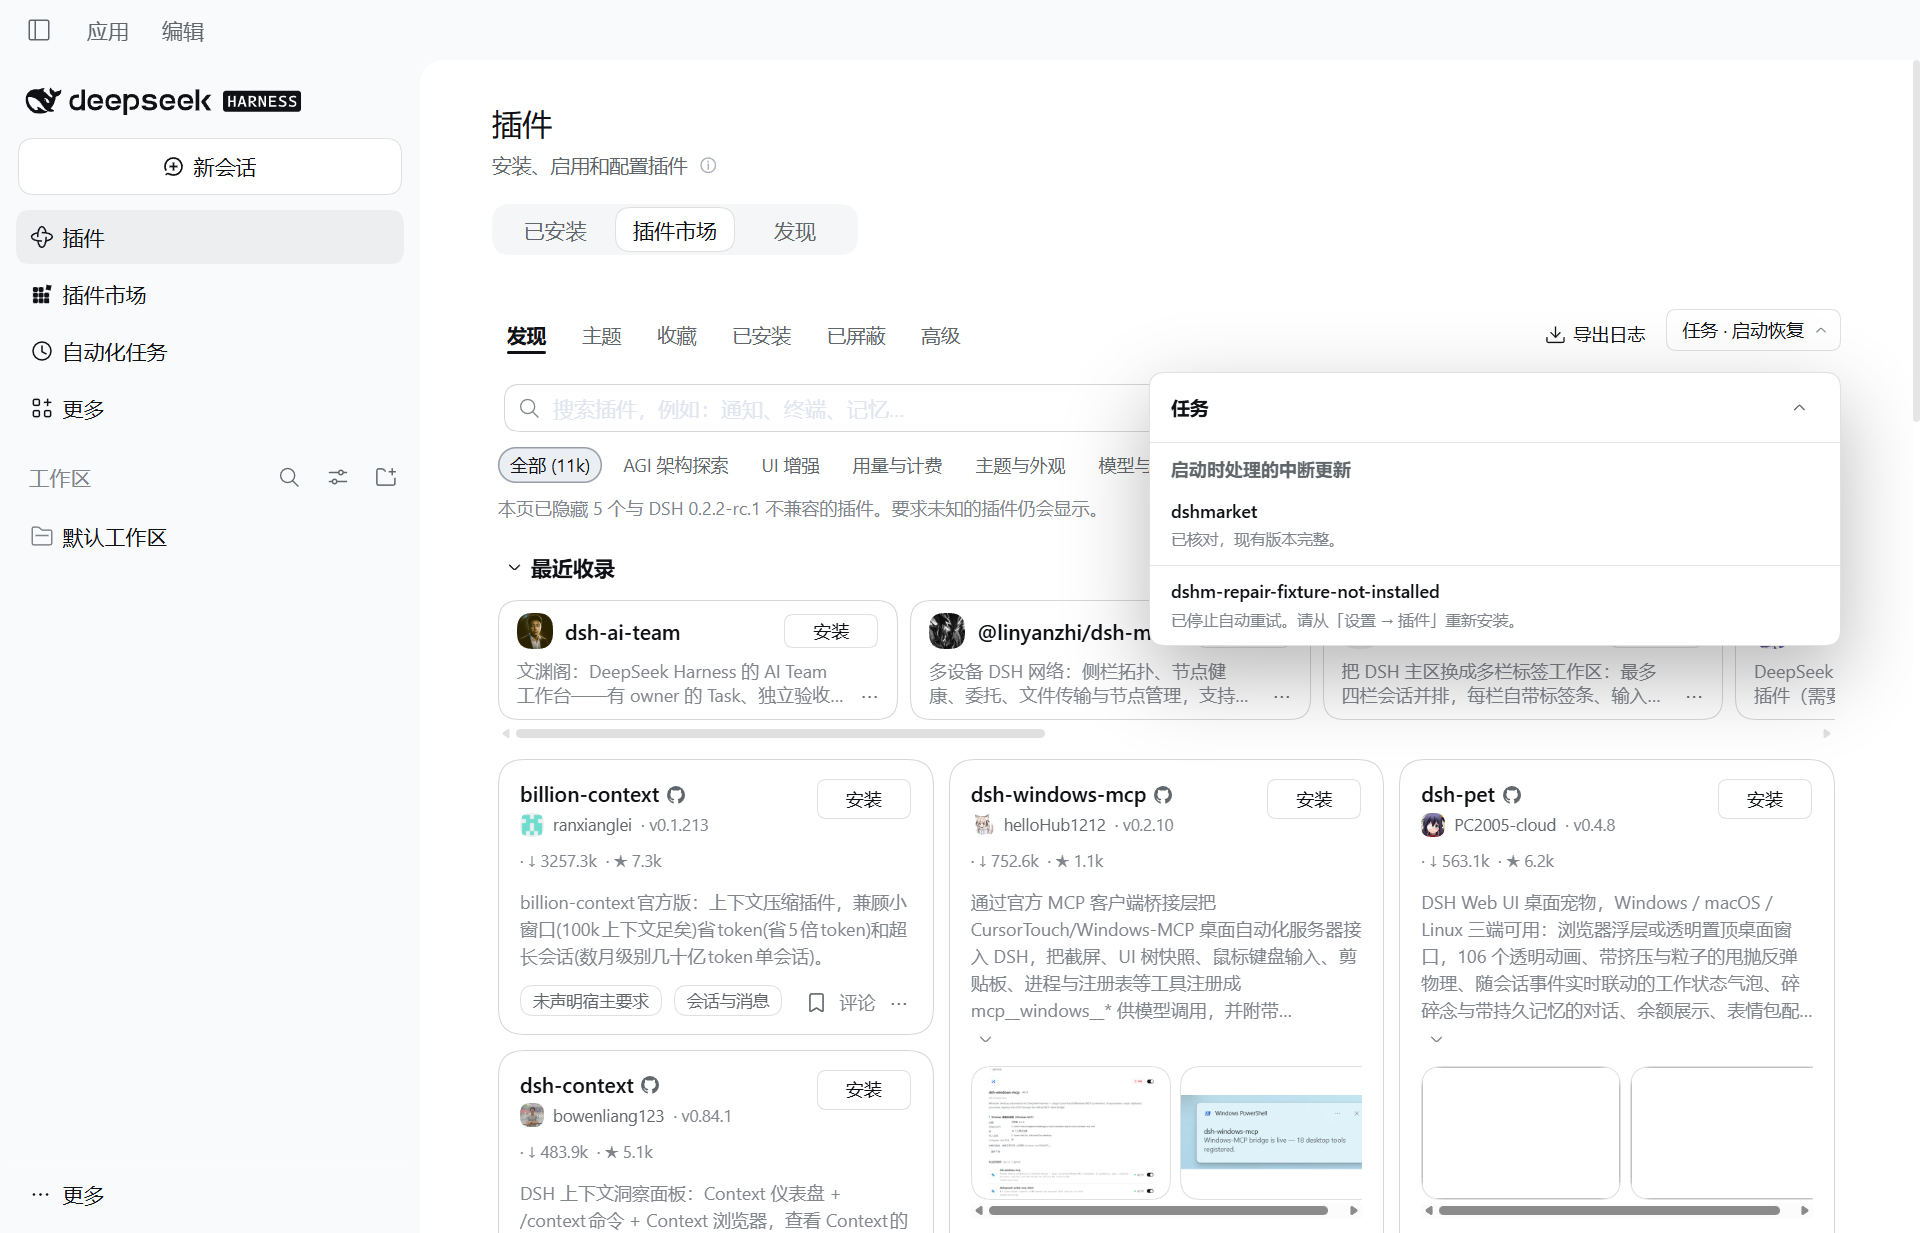 应用 编辑
deepseek HARNESS
新会话
插件
插件市场
自动化任务
更多
工作区
默认工作区
更多
插件
安装、启用和配置插件
已安装 插件市场 发现
发现 主题 收藏 已安装 已屏蔽 高级
导出日志
任务 · 启动恢复
搜索插件，例如：通知、终端、记忆...
任务
启动时处理的中断更新
dshmarket
已核对，现有版本完整。
dshm-repair-fixture-not-installed
已停止自动重试。请从「设置 → 插件」重新安装。
全部 (11k) AGI 架构探索 UI 增强 用量与计费 主题与外观 模型与
本页已隐藏 5 个与 DSH 0.2.2-rc.1 不兼容的插件。要求未知的插件仍会显示。
最近收录
dsh-ai-team
安装
文渊阁：DeepSeek Harness 的 AI Team
工作台——有 owner 的 Task、独立验收...
@linyanzhi/dsh-m
多设备 DSH 网络：侧栏拓扑、节点健
康、委托、文件传输与节点管理，支持...
把 DSH 主区换成多栏标签工作区：最多
四栏会话并排，每栏自带标签条、输入...
DeepSeek
插件（需要
billion-context
安装
ranxianglei · v0.1.213
· ↓ 3257.3k · ★ 7.3k
billion-context官方版：上下文压缩插件，兼顾小
窗口(100k上下文足矣)省token(省5倍token)和超
长会话(数月级别几十亿token单会话)。
未声明宿主要求 会话与消息 评论
dsh-context
安装
bowenliang123 · v0.84.1
· ↓ 483.9k · ★ 5.1k
DSH 上下文洞察面板：Context 仪表盘 +
/context命令 + Context 浏览器，查看 Context的
dsh-windows-mcp
安装
helloHub1212 · v0.2.10
· ↓ 752.6k · ★ 1.1k
通过官方 MCP 客户端桥接层把
CursorTouch/Windows-MCP 桌面自动化服务器接
入 DSH，把截屏、UI 树快照、鼠标键盘输入、剪
贴板、进程与注册表等工具注册成
mcp__windows__* 供模型调用，并附带...
Windows PowerShell
dsh-windows-mcp
Windows-MCP bridge is live — 18 desktop tools
registered.
dsh-pet
安装
PC2005-cloud · v0.4.8
· ↓ 563.1k · ★ 6.2k
DSH Web UI 桌面宠物，Windows / macOS /
Linux 三端可用：浏览器浮层或透明置顶桌面窗
口，106 个透明动画、带挤压与粒子的甩抛反弹
物理、随会话事件实时联动的工作状态气泡、碎
碎念与带持久记忆的对话、余额展示、表情包配...